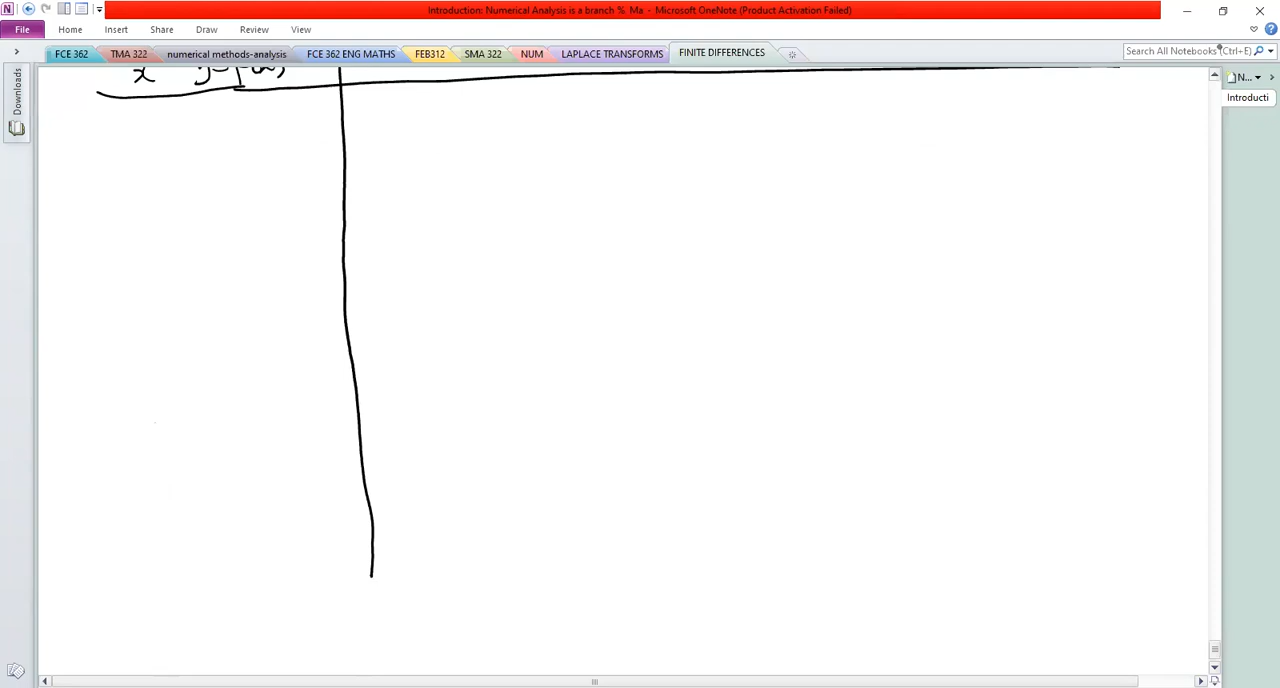 Introduction: Numerical Analysis is a branch %. Ma - Microsoft OneNote (Product Activation Failed)
File Home Insert Share Draw Review View
FCE 362 TMA 322 numerical methods-analysis FCE 362 ENG MATHS FEB312 SMA 322 NUM LAPLACE TRANSFORMS FINITE DIFFERENCES Search All Notebooks (Ctrl+E)
Downloads
N...
Introducti
x